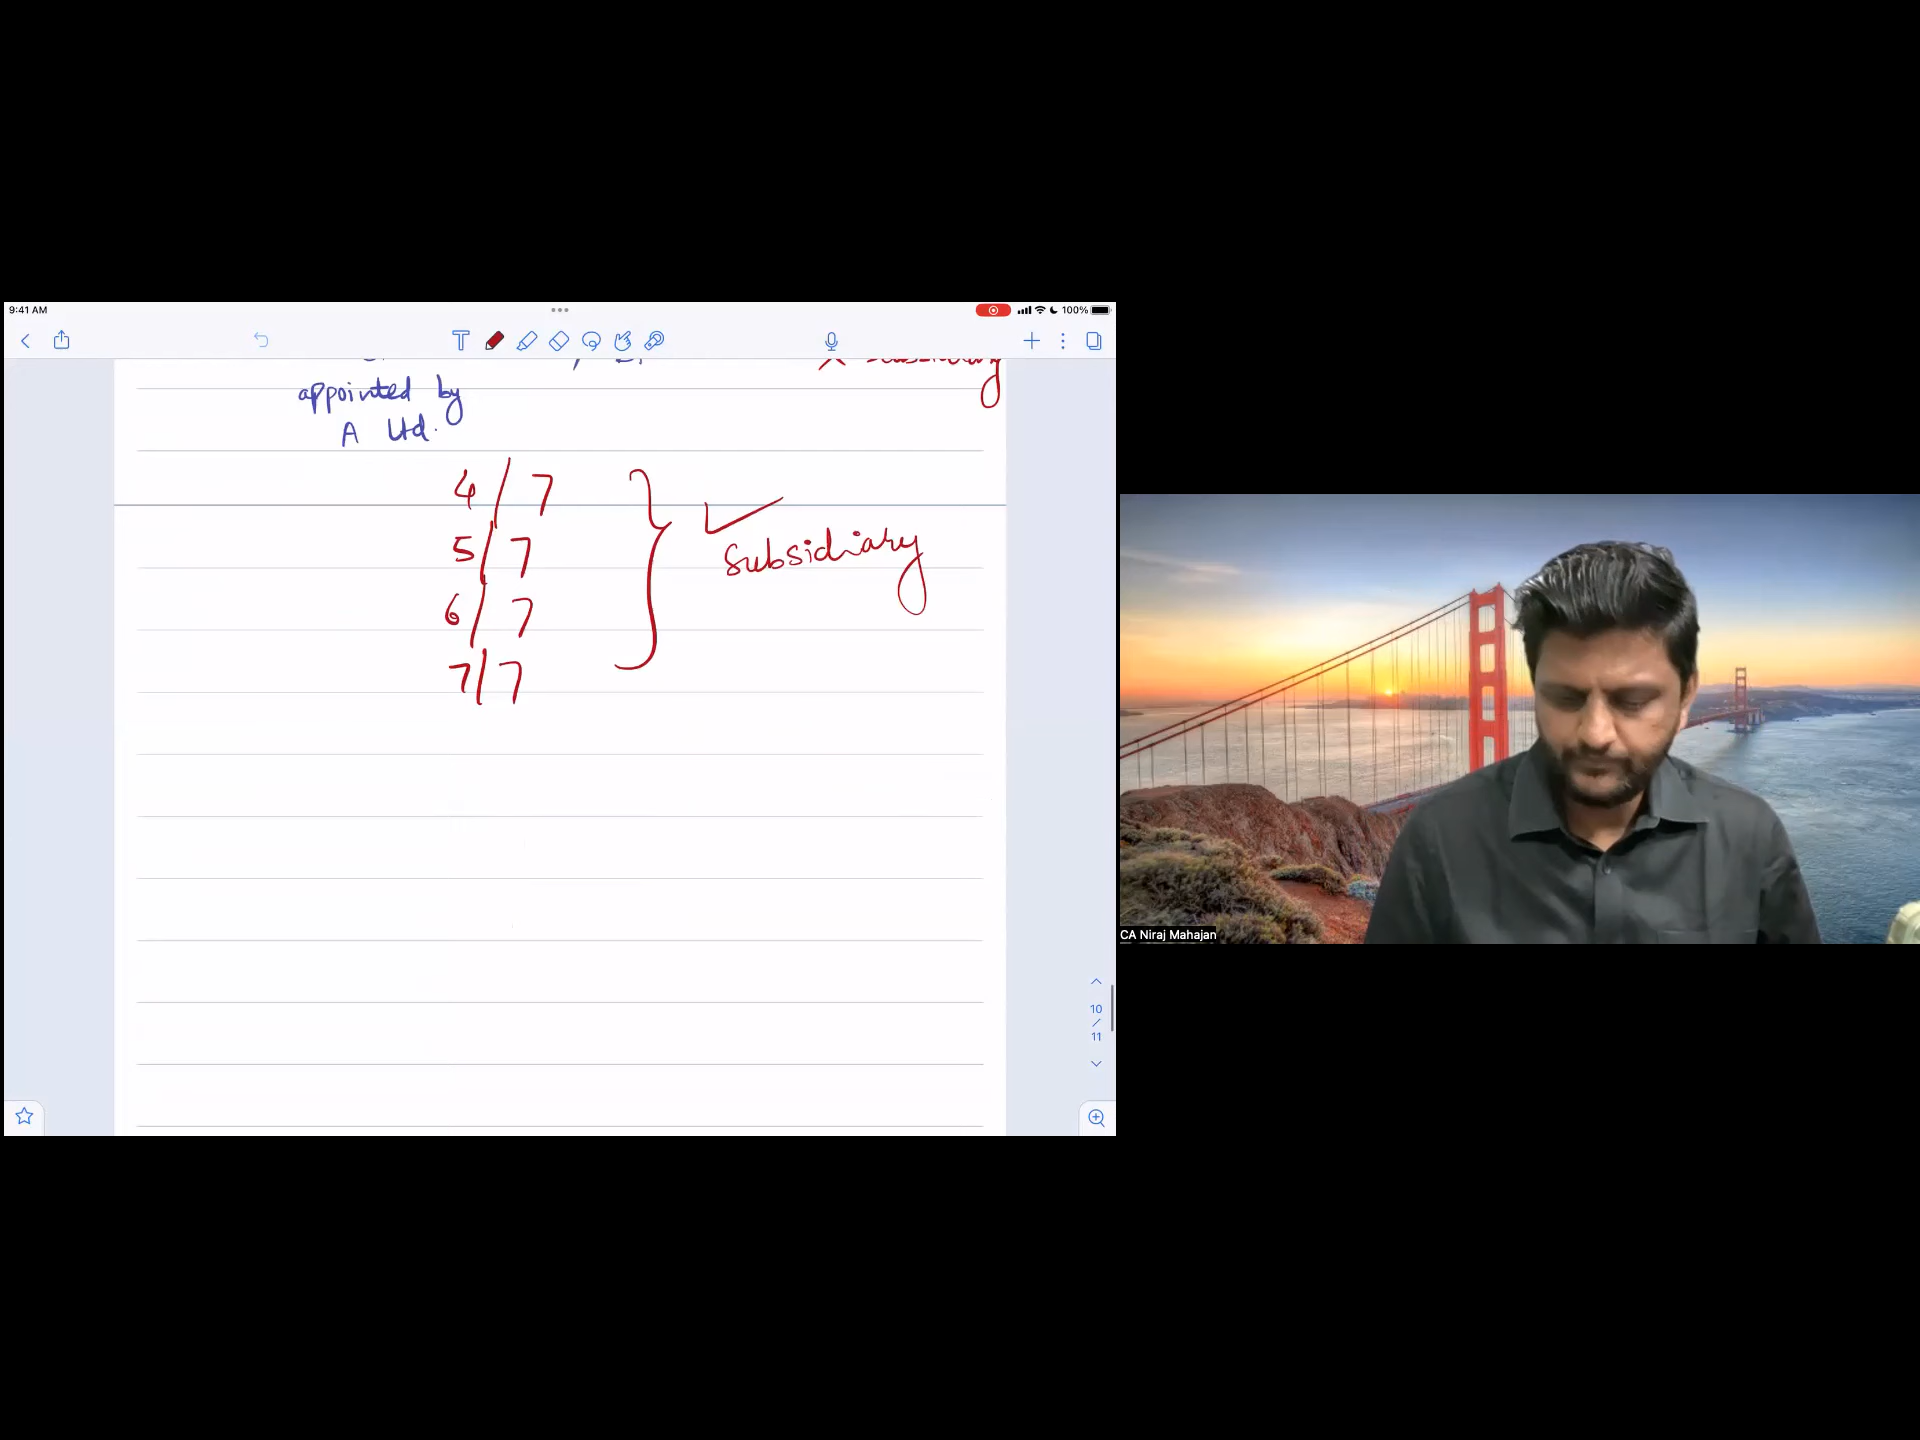 9:41 AM
100%
subsidiary
appointed by
A Ltd.
4/7
5/7
✓ subsidiary
6/7
7/7
10
/
11
CA Niraj Mahajan